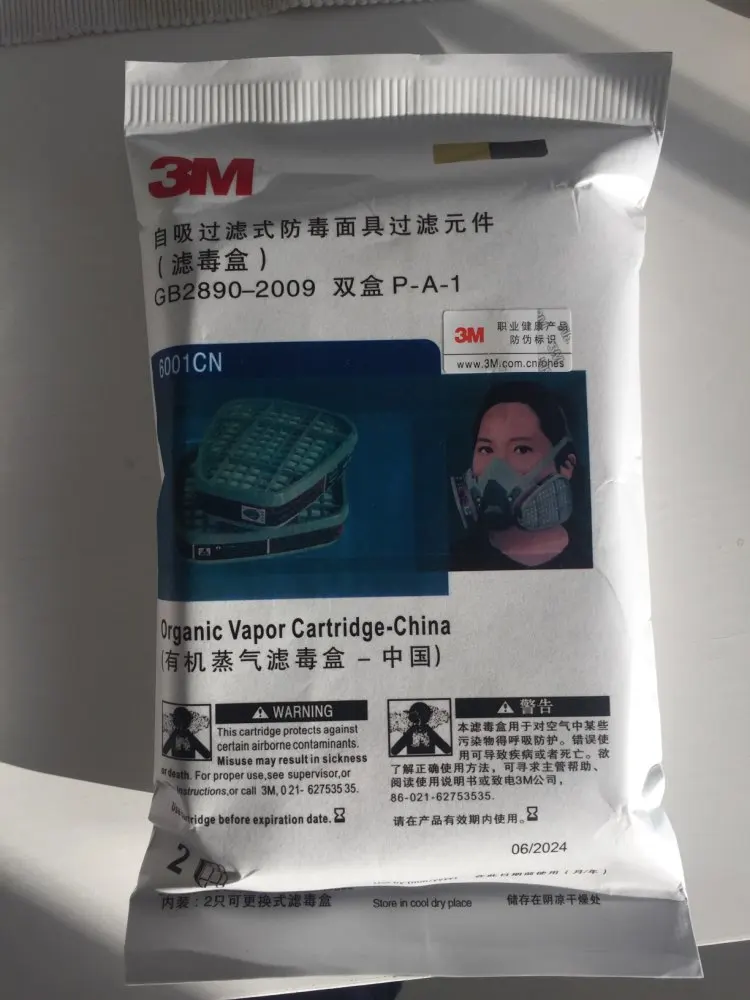 3M
自吸过滤式防毒面具过滤元件
(滤毒盒)
GB2890–2009 双盒 P-A-1
3M 职业健康产品
防伪标识
www.3M.com.cn/ohes
6001CN
Organic Vapor Cartridge-China
(有机蒸气滤毒盒 – 中国)
WARNING
This cartridge protects against
certain airborne contaminants.
Misuse may result in sickness
or death. For proper use,see supervisor,or
instructions,or call 3M, 021- 62753535.
cartridge before expiration date.
警告
本滤毒盒用于对空气中某些
污染物得呼吸防护。错误使
用可导致疾病或者死亡。欲
了解正确使用方法，可寻求主管帮助、
阅读使用说明书或致电3M公司，
86-021-62753535.
请在产品有效期内使用。
06/2024
2
内装：2只可更换式滤毒盒
Store in cool dry place
储存在阴凉干燥处